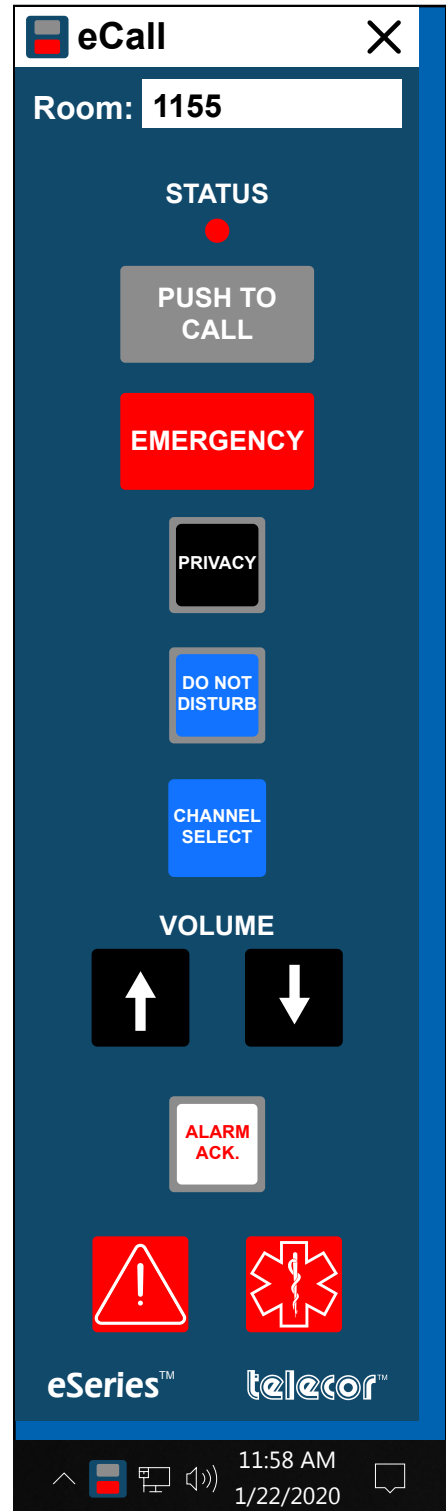 eCall
Room: 1155
STATUS
PUSH TO
CALL
EMERGENCY
PRIVACY
DO NOT
DISTURB
CHANNEL
SELECT
VOLUME
ALARM
ACK.
!
eSeries™ telecor™
11:58 AM
1/22/2020